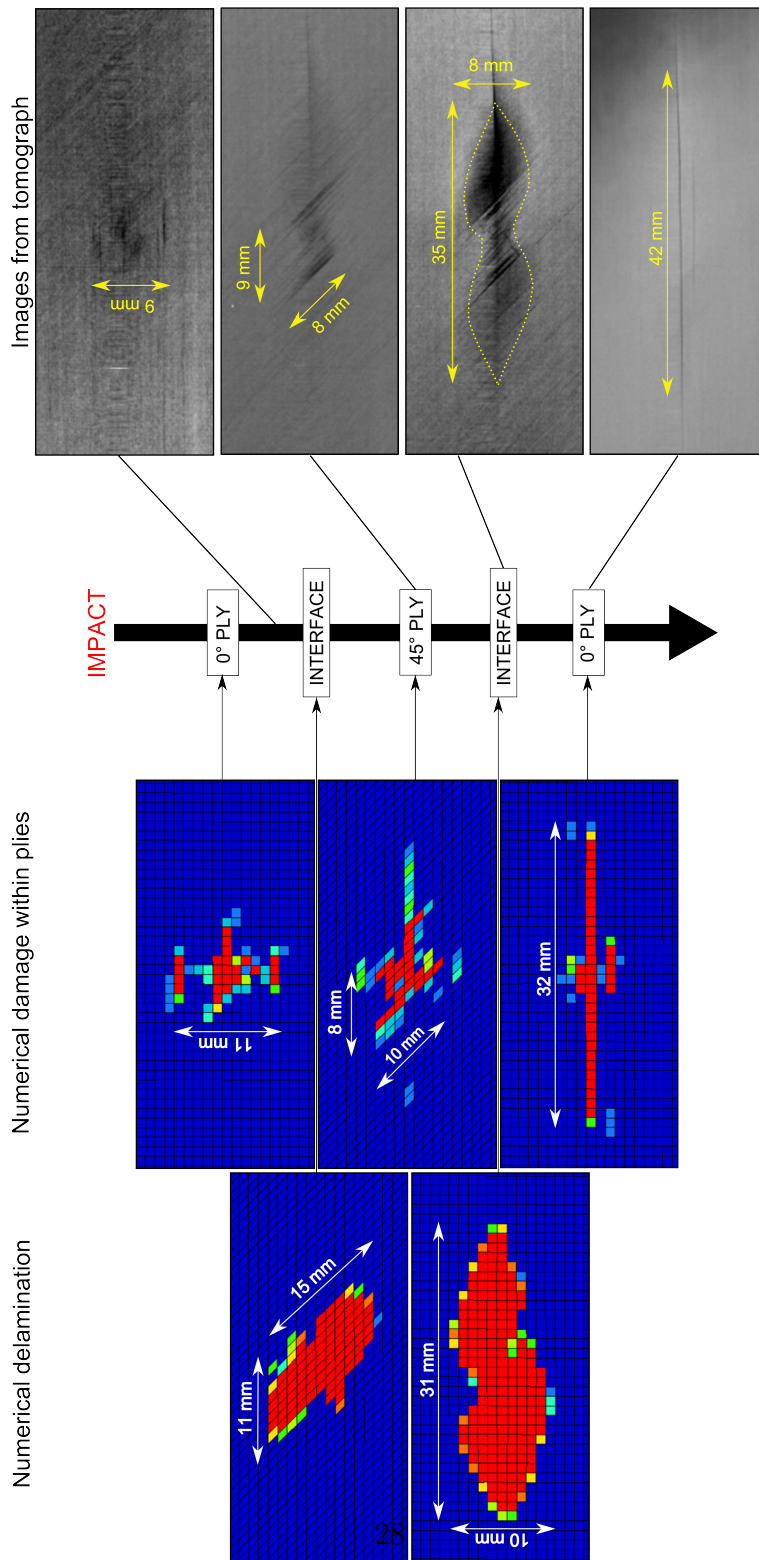 Numerical delamination
Numerical damage within plies
Images from tomograph
IMPACT
0° PLY
INTERFACE
45° PLY
INTERFACE
0° PLY
11 mm
15 mm
31 mm
10 mm
11 mm
8 mm
10 mm
32 mm
9 mm
9 mm
8 mm
35 mm
8 mm
42 mm
28